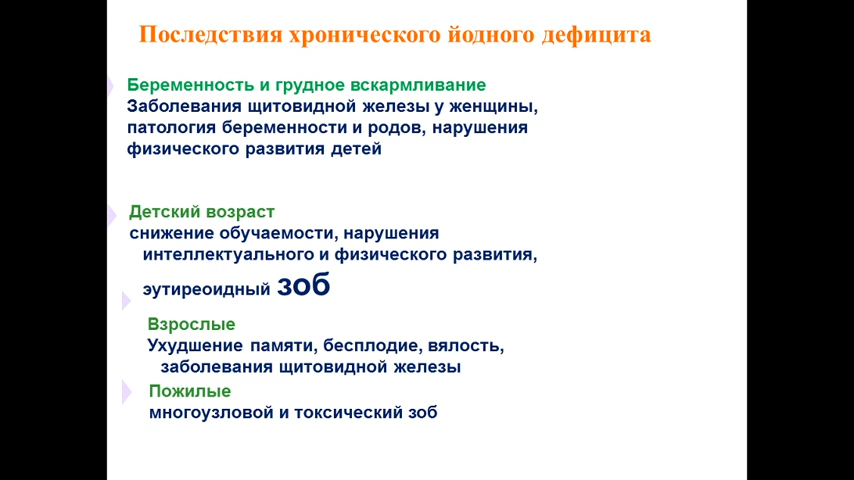 Последствия хронического йодного дефицита
Беременность и грудное вскармливание
Заболевания щитовидной железы у женщины,
патология беременности и родов, нарушения
физического развития детей
Детский возраст
снижение обучаемости, нарушения
интеллектуального и физического развития,
эутиреоидный зоб
Взрослые
Ухудшение памяти, бесплодие, вялость,
заболевания щитовидной железы
Пожилые
многоузловой и токсический зоб